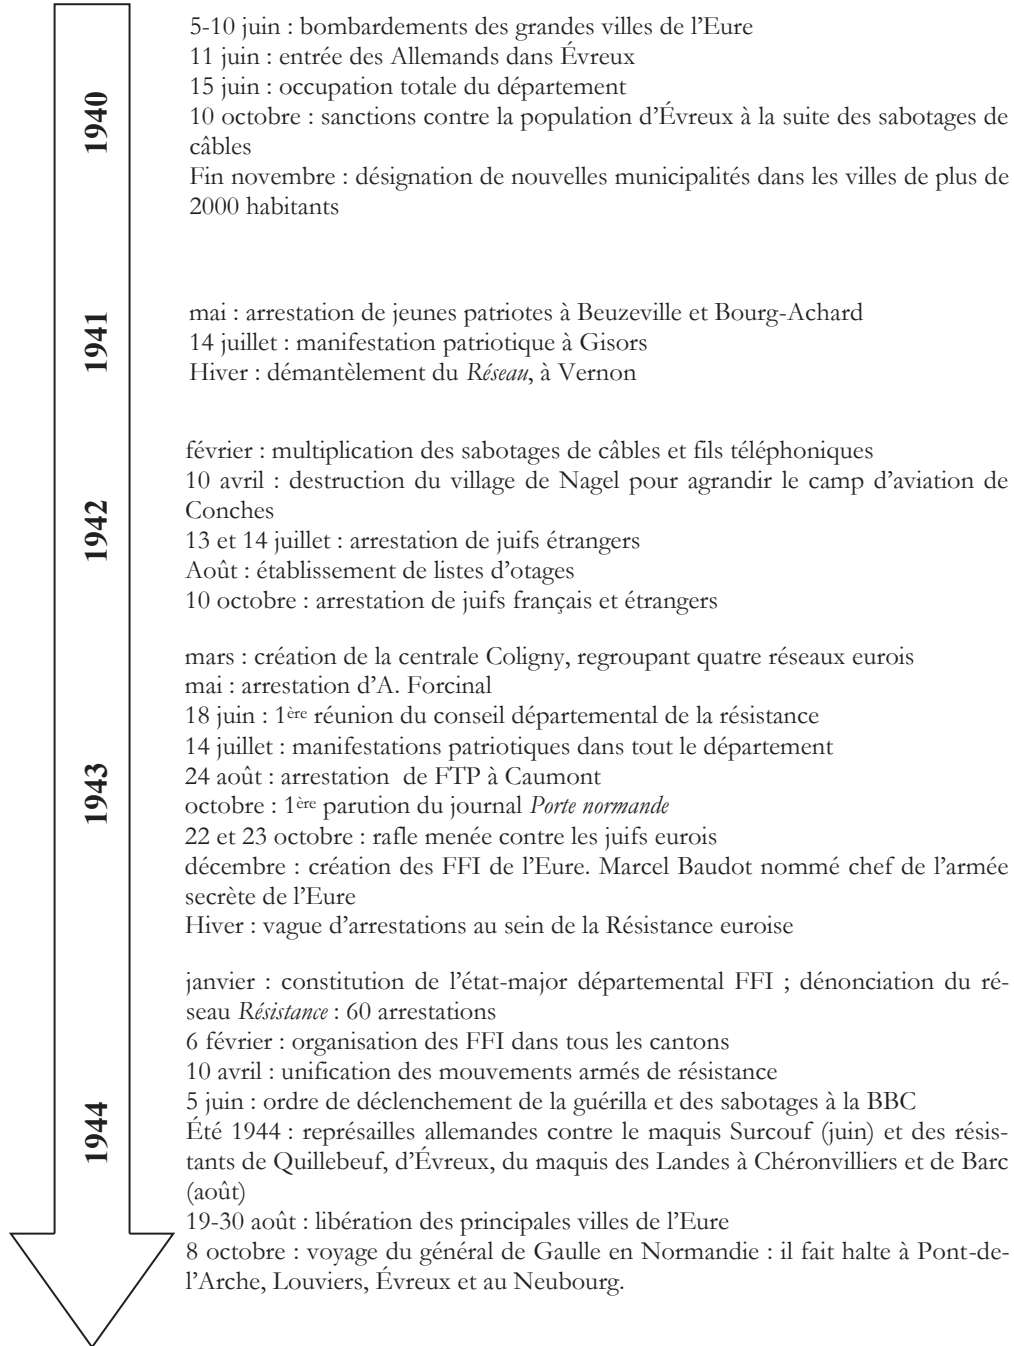 1940
5-10 juin : bombardements des grandes villes de l’Eure
11 juin : entrée des Allemands dans Évreux
15 juin : occupation totale du département
10 octobre : sanctions contre la population d’Évreux à la suite des sabotages de
câbles
Fin novembre : désignation de nouvelles municipalités dans les villes de plus de
2000 habitants
1941
mai : arrestation de jeunes patriotes à Beuzeville et Bourg-Achard
14 juillet : manifestation patriotique à Gisors
Hiver : démantèlement du Réseau, à Vernon
1942
février : multiplication des sabotages de câbles et fils téléphoniques
10 avril : destruction du village de Nagel pour agrandir le camp d’aviation de
Conches
13 et 14 juillet : arrestation de juifs étrangers
Août : établissement de listes d’otages
10 octobre : arrestation de juifs français et étrangers
1943
mars : création de la centrale Coligny, regroupant quatre réseaux eurois
mai : arrestation d’A. Forcinal
18 juin : 1ère réunion du conseil départemental de la résistance
14 juillet : manifestations patriotiques dans tout le département
24 août : arrestation de FTP à Caumont
octobre : 1ère parution du journal Porte normande
22 et 23 octobre : rafle menée contre les juifs eurois
décembre : création des FFI de l’Eure. Marcel Baudot nommé chef de l’armée
secrète de l’Eure
Hiver : vague d’arrestations au sein de la Résistance euroise
1944
janvier : constitution de l’état-major départemental FFI ; dénonciation du ré-
seau Résistance : 60 arrestations
6 février : organisation des FFI dans tous les cantons
10 avril : unification des mouvements armés de résistance
5 juin : ordre de déclenchement de la guérilla et des sabotages à la BBC
Été 1944 : représailles allemandes contre le maquis Surcouf (juin) et des résis-
tants de Quillebeuf, d’Évreux, du maquis des Landes à Chéronvilliers et de Barc
(août)
19-30 août : libération des principales villes de l’Eure
8 octobre : voyage du général de Gaulle en Normandie : il fait halte à Pont-de-
l’Arche, Louviers, Évreux et au Neubourg.